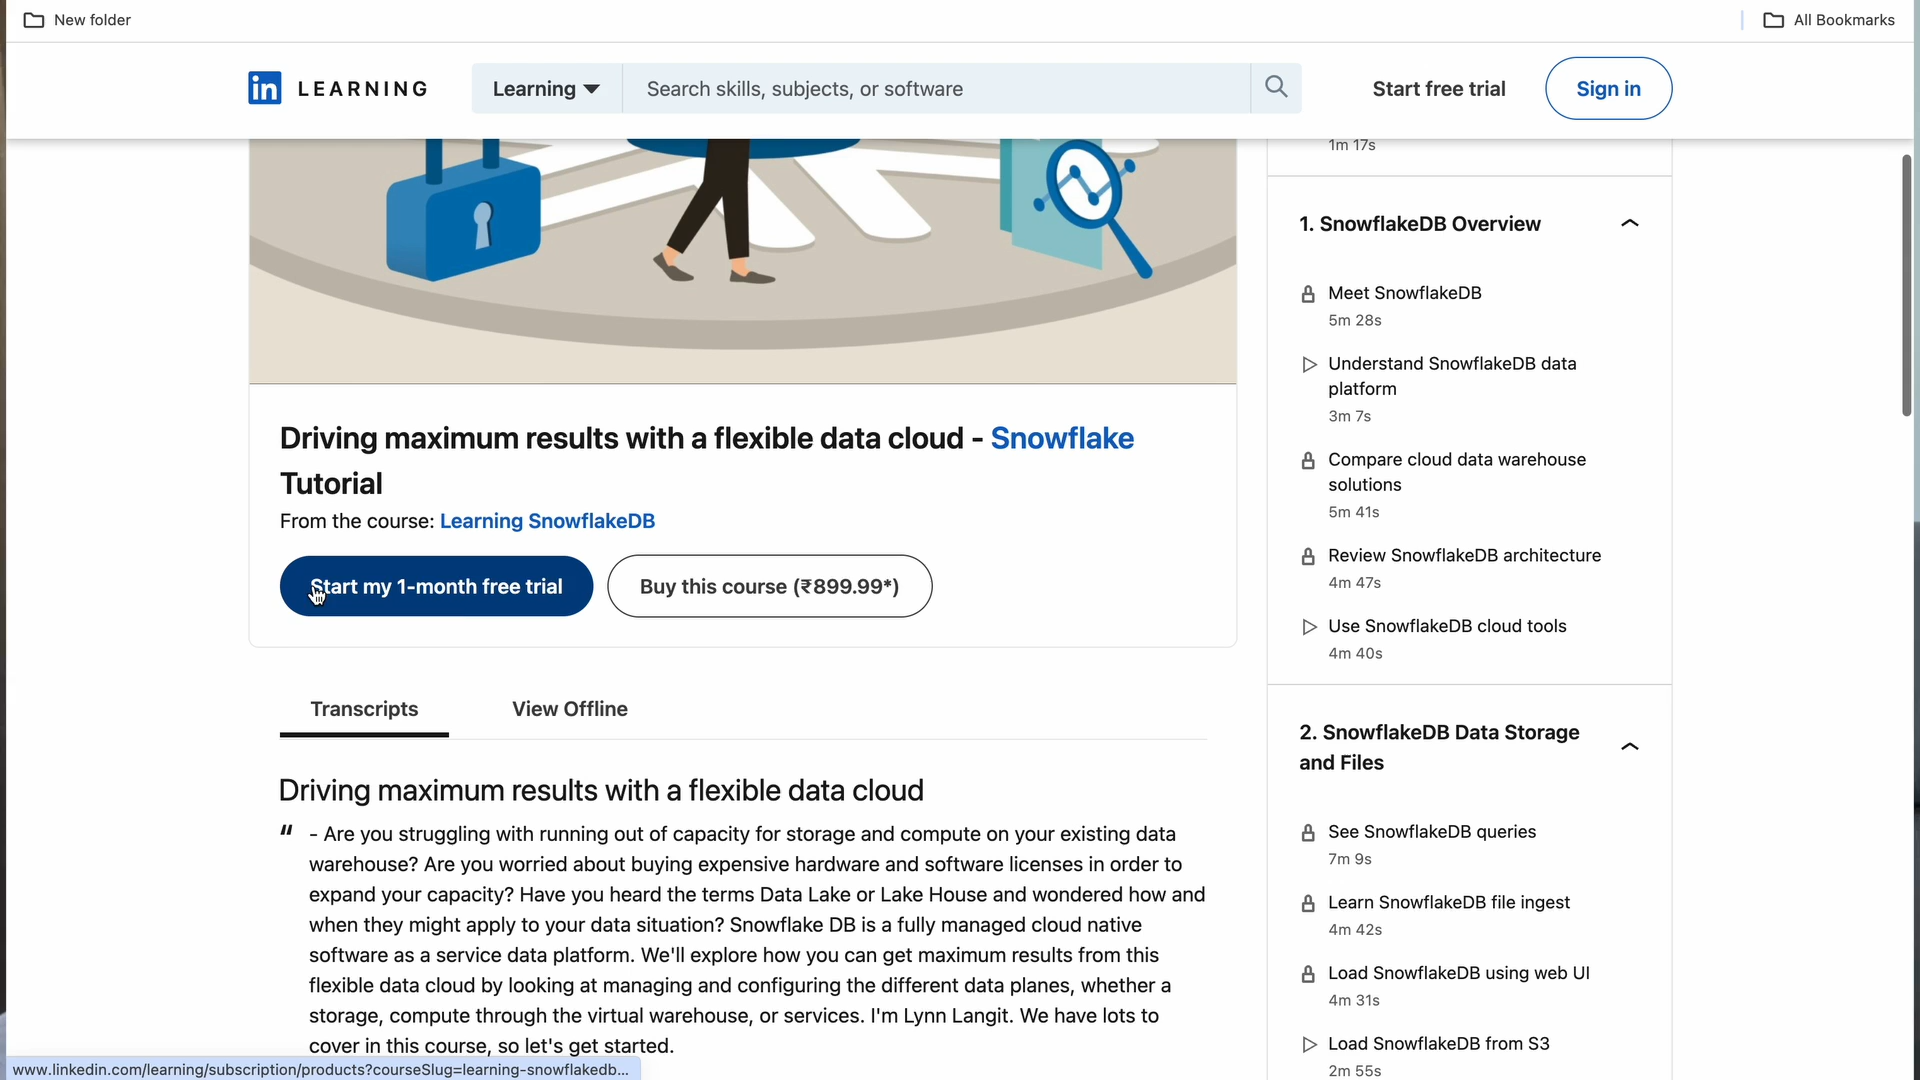 New folder
All Bookmarks
in LEARNING
Learning
Search skills, subjects, or software
Start free trial
Sign in
Driving maximum results with a flexible data cloud - Snowflake
Tutorial
From the course: Learning SnowflakeDB
Start my 1-month free trial
Buy this course (₹899.99*)
Transcripts
View Offline
Driving maximum results with a flexible data cloud
" - Are you struggling with running out of capacity for storage and compute on your existing data
warehouse? Are you worried about buying expensive hardware and software licenses in order to
expand your capacity? Have you heard the terms Data Lake or Lake House and wondered how and
when they might apply to your data situation? Snowflake DB is a fully managed cloud native
software as a service data platform. We'll explore how you can get maximum results from this
flexible data cloud by looking at managing and configuring the different data planes, whether a
storage, compute through the virtual warehouse, or services. I'm Lynn Langit. We have lots to
cover in this course, so let's get started.
1m 17s
1. SnowflakeDB Overview
Meet SnowflakeDB
5m 28s
Understand SnowflakeDB data
platform
3m 7s
Compare cloud data warehouse
solutions
5m 41s
Review SnowflakeDB architecture
4m 47s
Use SnowflakeDB cloud tools
4m 40s
2. SnowflakeDB Data Storage
and Files
See SnowflakeDB queries
7m 9s
Learn SnowflakeDB file ingest
4m 42s
Load SnowflakeDB using web UI
4m 31s
Load SnowflakeDB from S3
2m 55s
www.linkedin.com/learning/subscription/products?courseSlug=learning-snowflakedb...